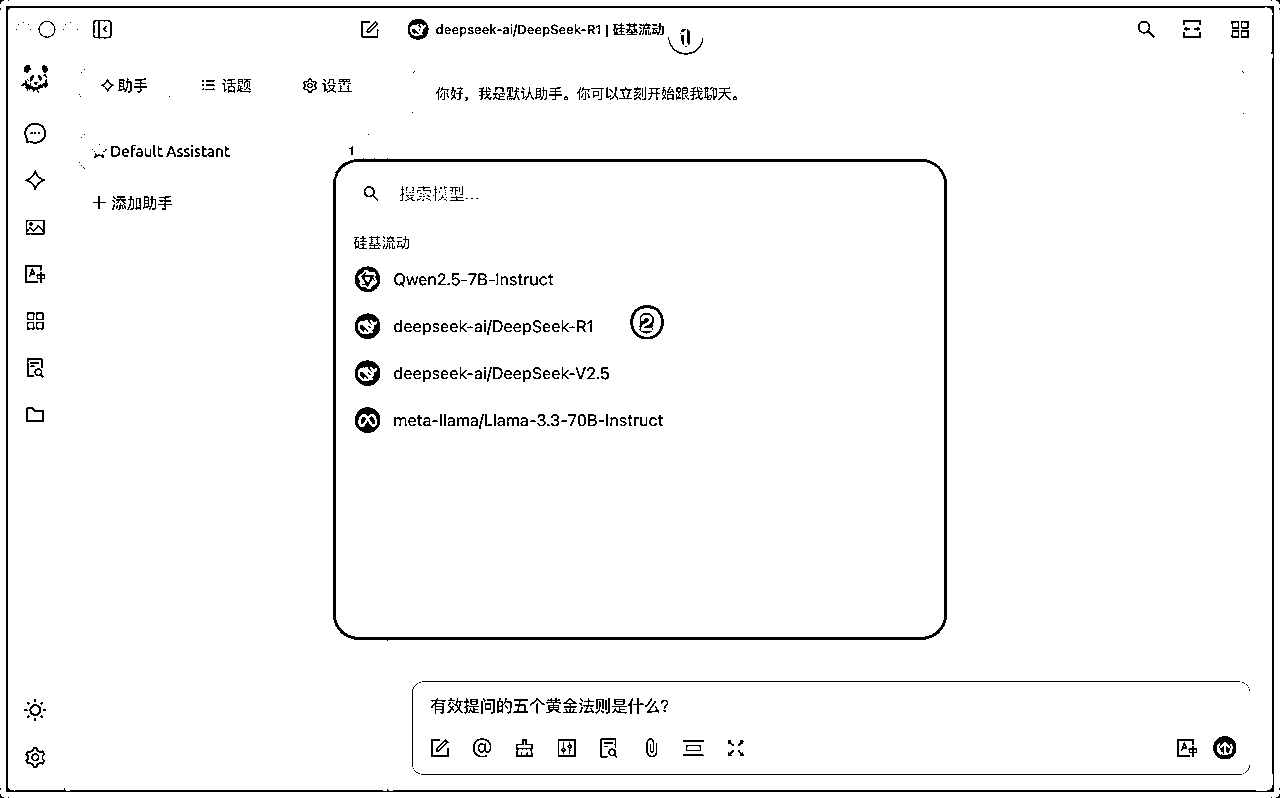 deepseek-ai/DeepSeek-R1 | 硅基流动
1
助手
话题
设置
你好，我是默认助手。你可以立刻开始跟我聊天。
Default Assistant
1
添加助手
搜索模型...
硅基流动
Qwen2.5-7B-Instruct
deepseek-ai/DeepSeek-R1
2
deepseek-ai/DeepSeek-V2.5
meta-llama/Llama-3.3-70B-Instruct
有效提问的五个黄金法则是什么?